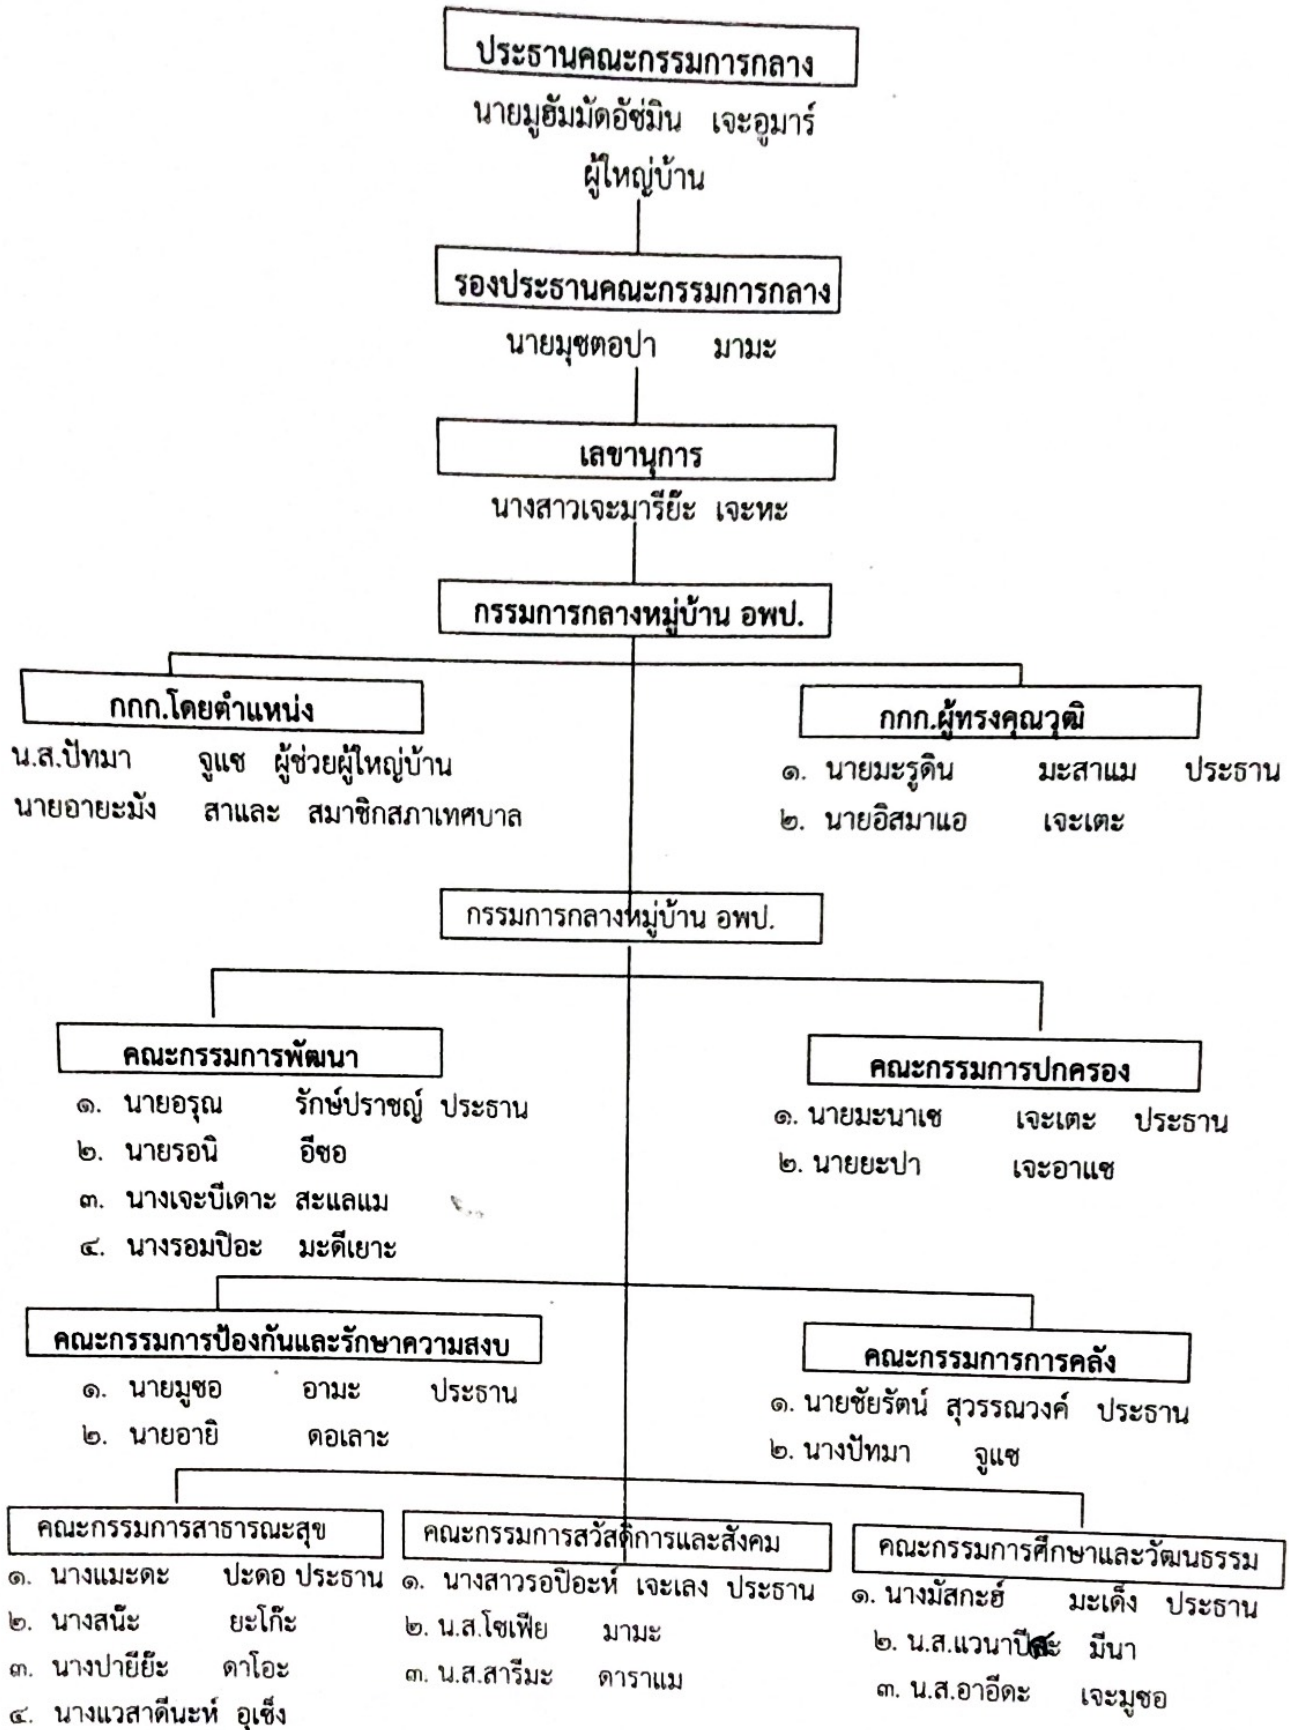 ประธานคณะกรรมการกลาง
นายมูฮัมมัดอัซมิน เจะอูมาร์
ผู้ใหญ่บ้าน
รองประธานคณะกรรมการกลาง
นายมุซตอปา มามะ
เลขานุการ
นางสาวเจะมารีย๊ะ เจะหะ
กรรมการกลางหมู่บ้าน อพป.
กกก.โดยตำแหน่ง
น.ส.ปัทมา จูแซ ผู้ช่วยผู้ใหญ่บ้าน
นายอายะมัง สาและ สมาชิกสภาเทศบาล
กกก.ผู้ทรงคุณวุฒิ
๑. นายมะรูดิน มะสาแม ประธาน
๒. นายอิสมาแอ เจะเตะ
กรรมการกลางหมู่บ้าน อพป.
คณะกรรมการพัฒนา
๑. นายอรุณ รักษ์ปราชญ์ ประธาน
๒. นายรอนิ อีซอ
๓. นางเจะบีเดาะ สะแลแม
๔. นางรอมปิอะ มะดีเยาะ
คณะกรรมการปกครอง
๑. นายมะนาเซ เจะเตะ ประธาน
๒. นายยะปา เจะอาแซ
คณะกรรมการป้องกันและรักษาความสงบ
๑. นายมูซอ อามะ ประธาน
๒. นายอายิ ดอเลาะ
คณะกรรมการการคลัง
๑. นายชัยรัตน์ สุวรรณวงค์ ประธาน
๒. นางปัทมา จูแซ
คณะกรรมการสาธารณะสุข
๑. นางแมะดะ ปะดอ ประธาน
๒. นางสน๊ะ ยะโก๊ะ
๓. นางปายีย๊ะ ดาโอะ
๔. นางแวสาดีนะห์ อุเซ็ง
คณะกรรมการสวัสดิการและสังคม
๑. นางสาวรอปิอะห์ เจะเลง ประธาน
๒. น.ส.โซเฟีย มามะ
๓. น.ส.สารีมะ ดาราแม
คณะกรรมการศึกษาและวัฒนธรรม
๑. นางมัสกะฮ์ มะเด็ง ประธาน
๒. น.ส. มีนา
๓. น.ส.อาอีดะ เจะมูซอ